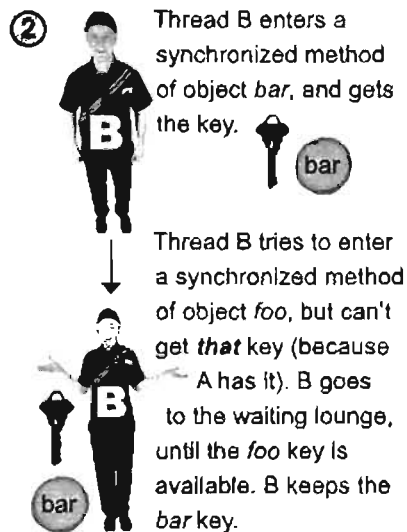 ②
Thread B enters a
synchronized method
of object bar, and gets
the key.
B
bar
Thread B tries to enter
a synchronized method
of object foo, but can't
get that key (because
A has it). B goes
to the waiting lounge,
until the foo key is
available. B keeps the
bar key.
B
bar